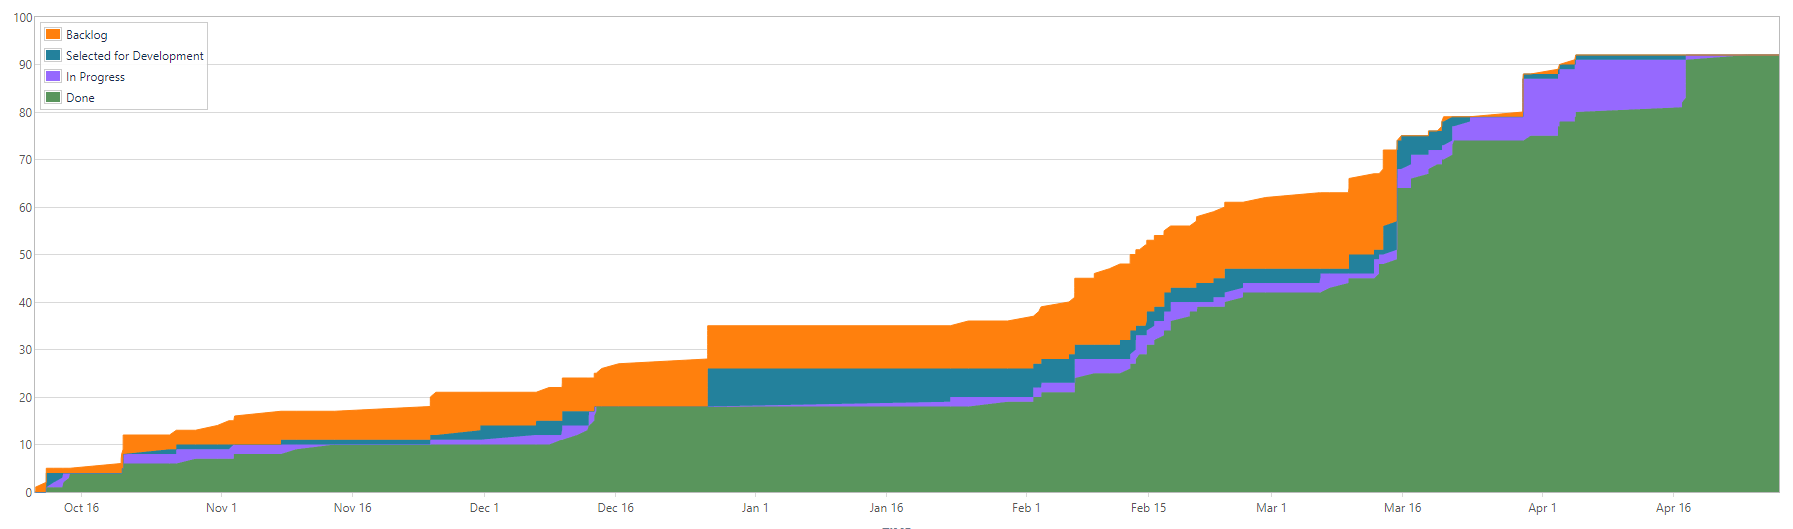 100
90
80
70
60
50
40
30
20
10
0
Backlog
Selected for Development
In Progress
Done
Oct 16 Nov 1 Nov 16 Dec 1 Dec 16 Jan 1 Jan 16 Feb 1 Feb 15 Mar 1 Mar 16 Apr 1 Apr 16